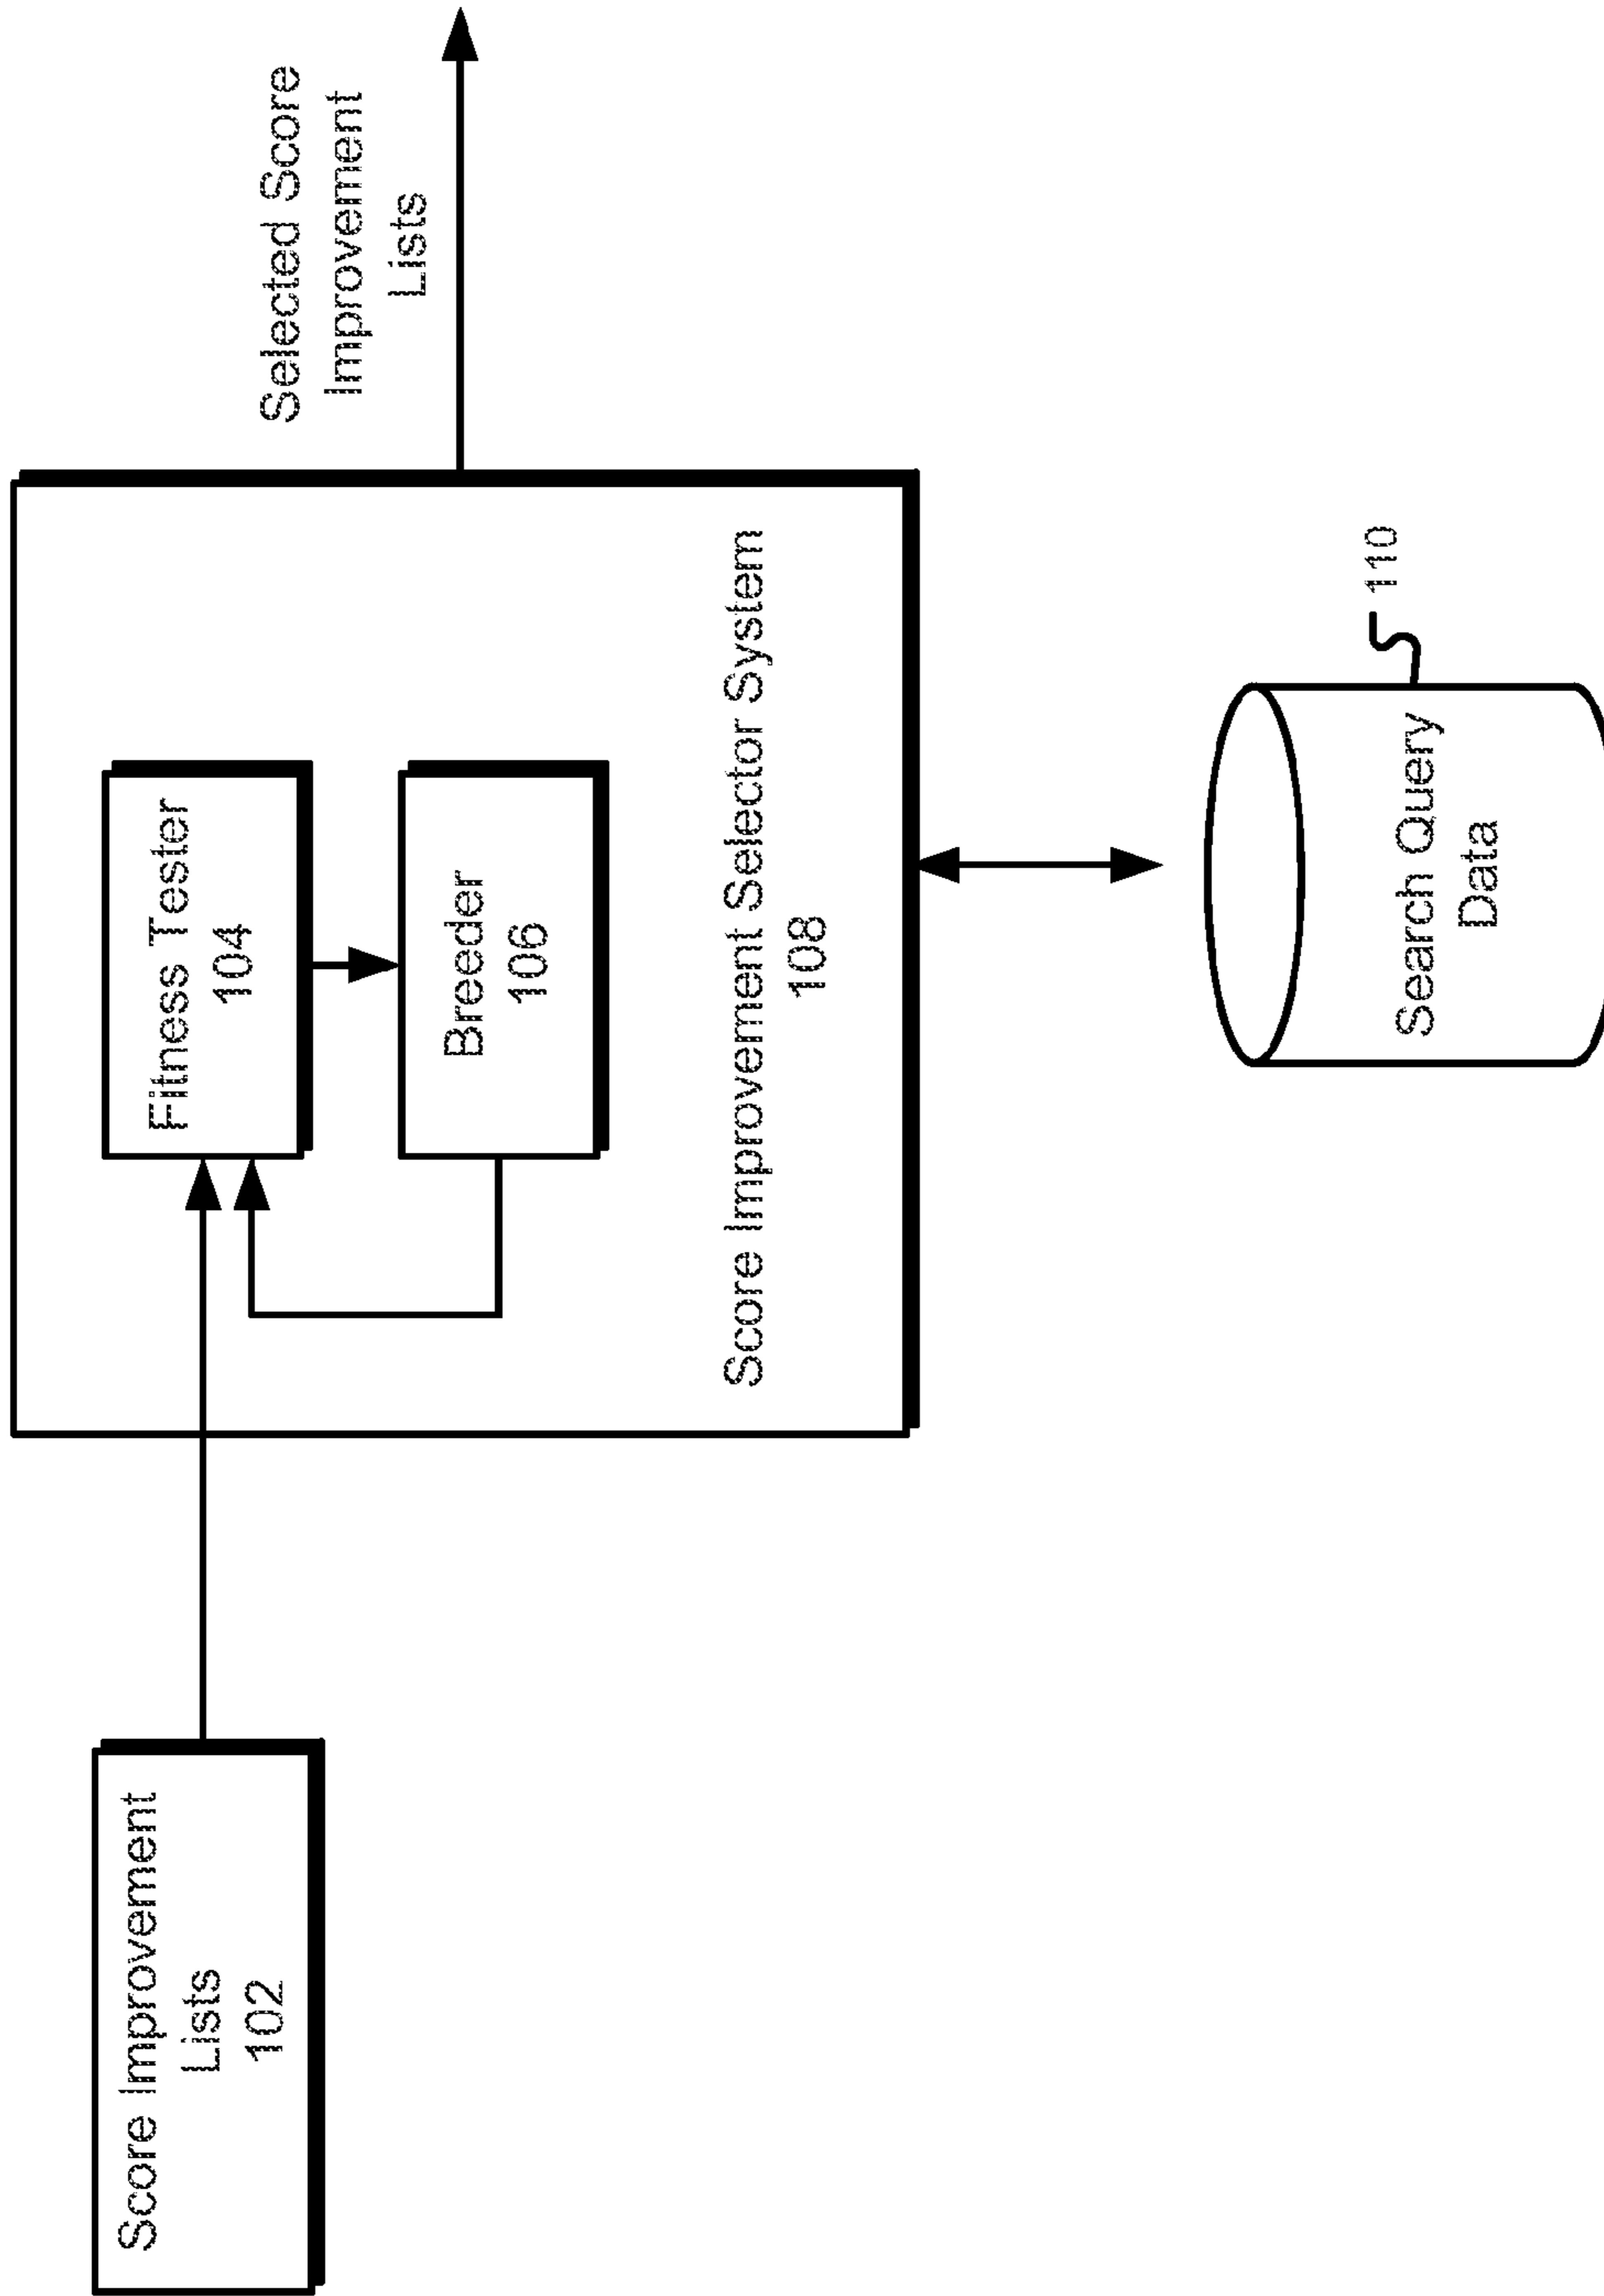 Score Improvement
Lists
102
Fitness Tester
104
Breeder
106
Score Improvement Selector System
108
Selected Score
Improvement
Lists
Search Query
Data
110